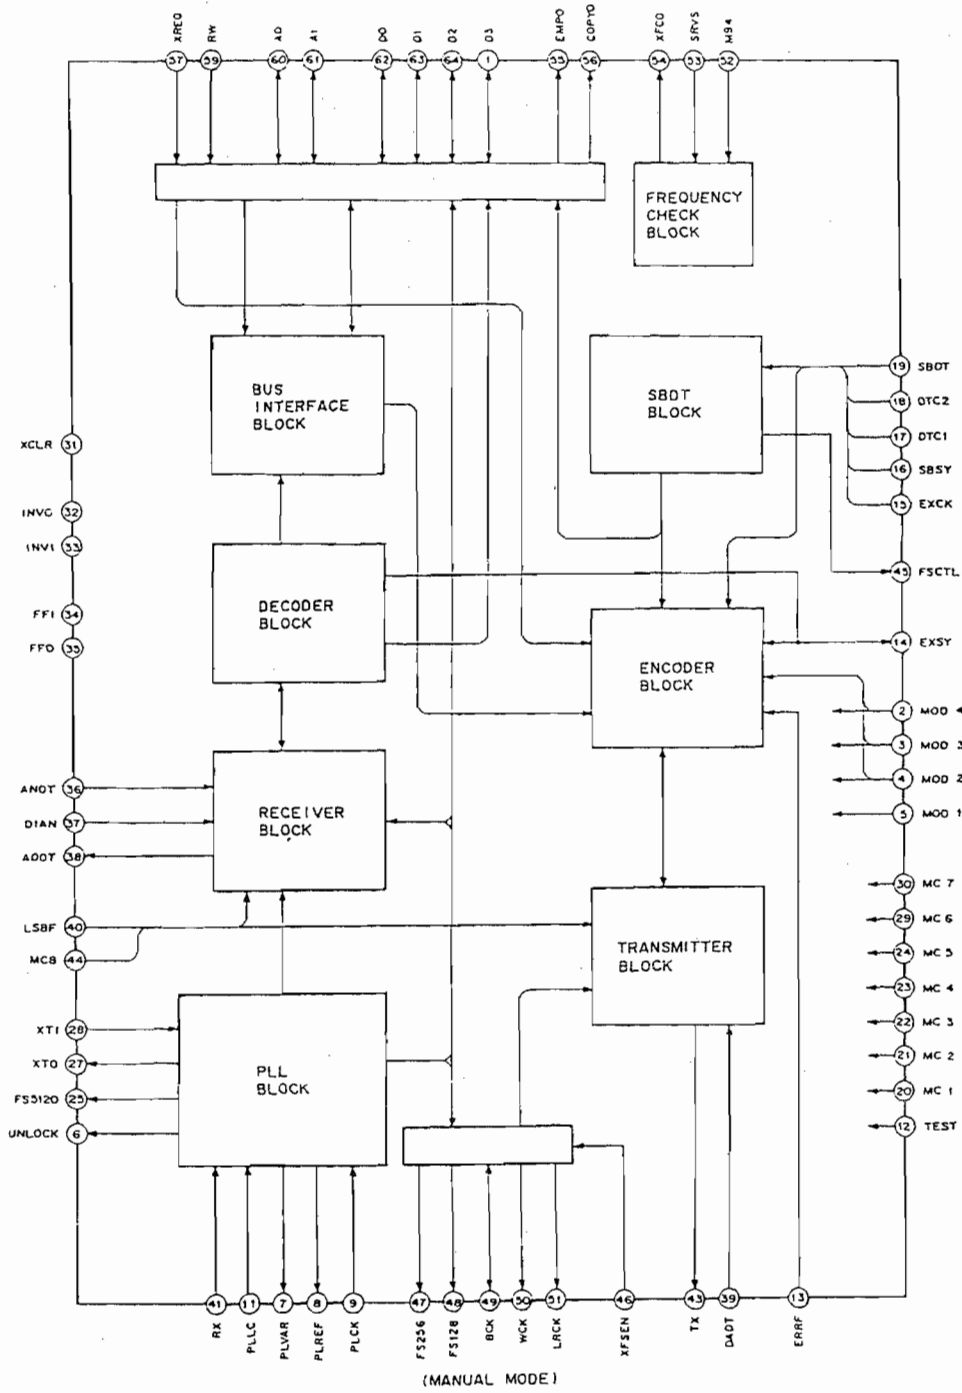 XREQ RW A0 A1 D0 D1 D2 D3 EMPO COPYO XFCO SRVS M94
57 59 60 61 62 63 64 1 55 56 54 53 52
FREQUENCY
CHECK
BLOCK
BUS
INTERFACE
BLOCK
SBDT
BLOCK
19 SBDT
18 DTC2
17 DTC1
16 SBSY
15 EXCK
XCLR 31
INVO 32
INVI 33
45 FSCTL
FFI 34
FFO 35
DECODER
BLOCK
14 EXSY
ENCODER
BLOCK
2 MOD 4
3 MOD 3
4 MOD 2
5 MOD 1
ANOT 36
DIAN 37
ADDT 38
RECEIVER
BLOCK
30 MC 7
29 MC 6
24 MC 5
23 MC 4
22 MC 3
21 MC 2
20 MC 1
12 TEST
LSBF 40
MC8 44
TRANSMITTER
BLOCK
XTI 28
XTO 27
FS5120 25
UNLOCK 6
PLL
BLOCK
41 11 7 8 9 47 48 49 50 51 46 43 39 13
RX PLLC PLVAR PLREF PLCK FS256 FS128 BCK WCK LRCK XFSEN TX DADT ERRF
(MANUAL MODE)